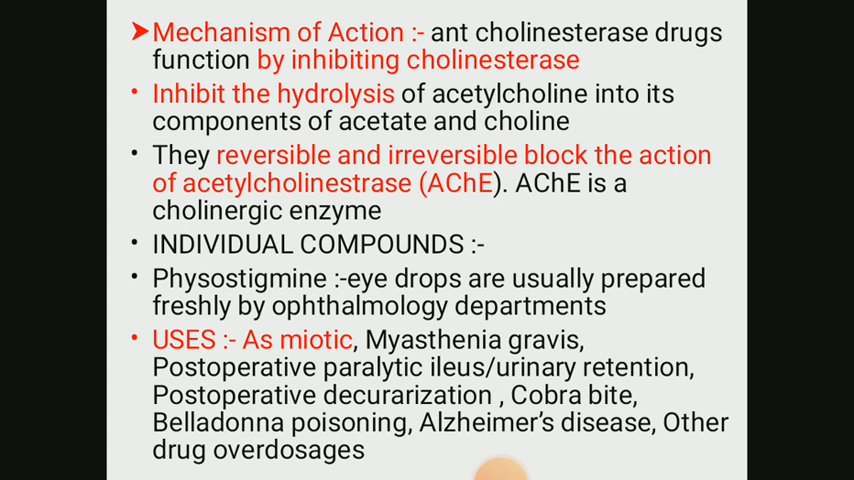 ➤Mechanism of Action :- ant cholinesterase drugs
function by inhibiting cholinesterase
• Inhibit the hydrolysis of acetylcholine into its
components of acetate and choline
• They reversible and irreversible block the action
of acetylcholinestrase (AChE). AChE is a
cholinergic enzyme
• INDIVIDUAL COMPOUNDS :-
• Physostigmine :-eye drops are usually prepared
freshly by ophthalmology departments
• USES :- As miotic, Myasthenia gravis,
Postoperative paralytic ileus/urinary retention,
Postoperative decurarization , Cobra bite,
Belladonna poisoning, Alzheimer's disease, Other
drug overdosages